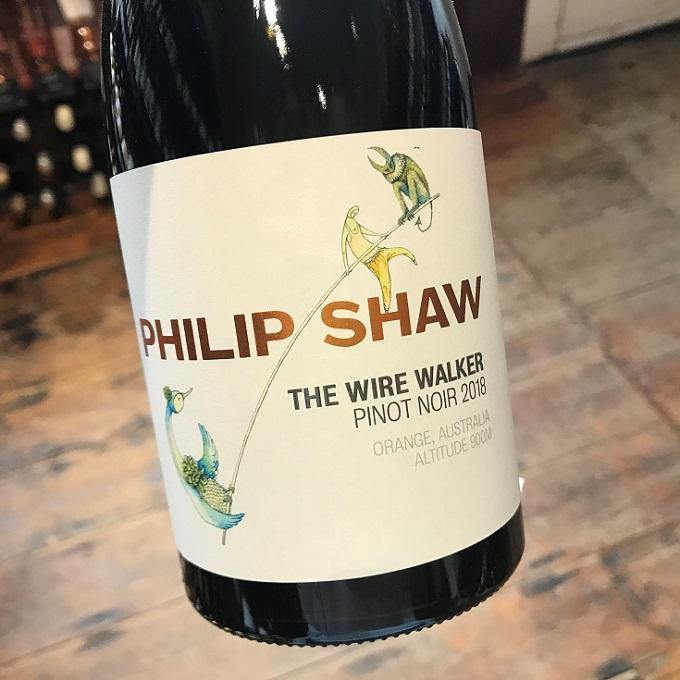 PHILIP SHAW
THE WIRE WALKER
PINOT NOIR 2018
ORANGE, AUSTRALIA
ALTITUDE 900M